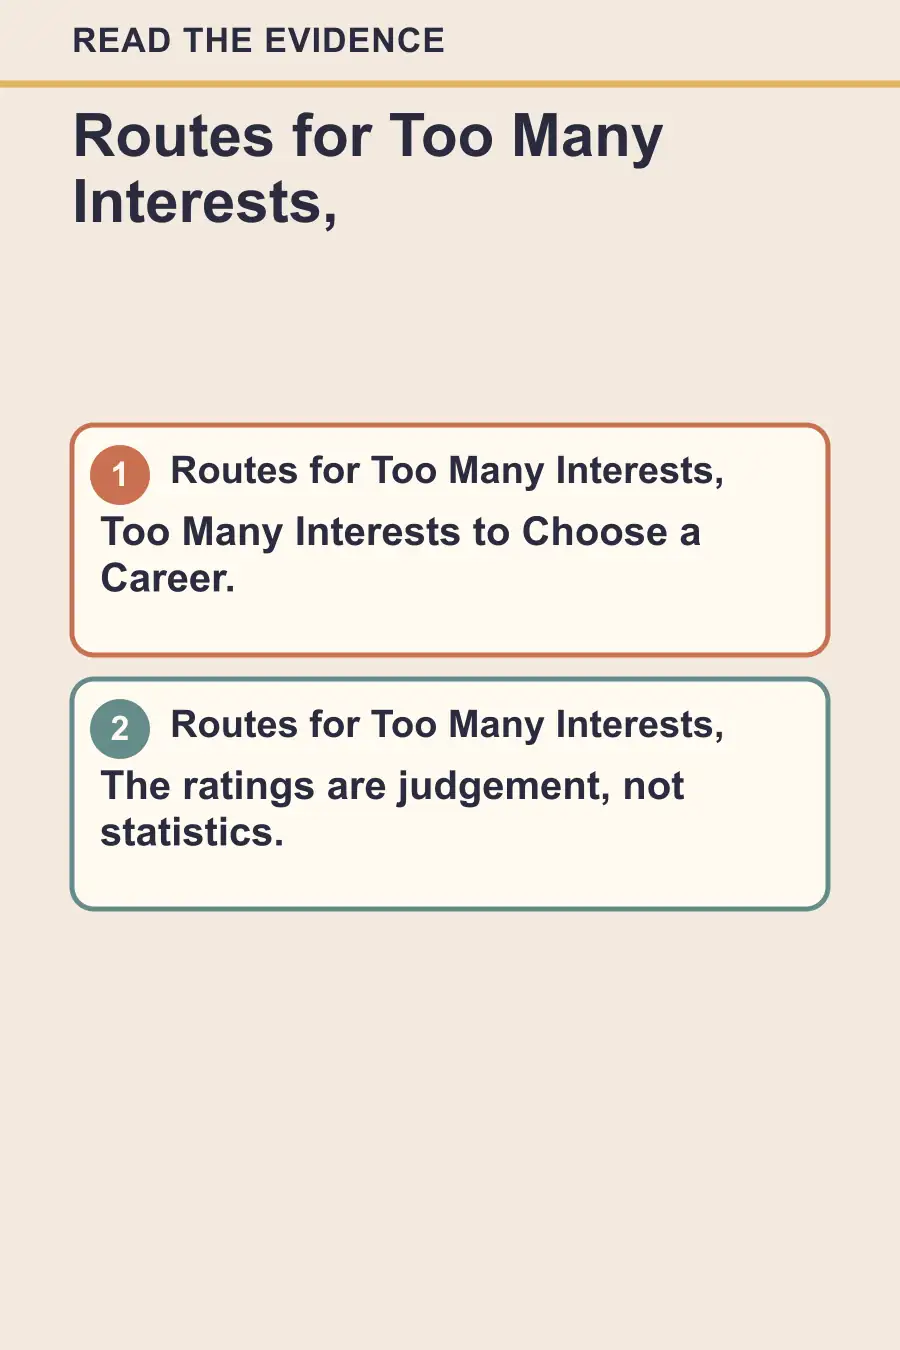 READ THE EVIDENCE
Routes for Too Many
Interests,
1
Routes for Too Many Interests,
Too Many Interests to Choose a
Career.
2
Routes for Too Many Interests,
The ratings are judgement, not
statistics.